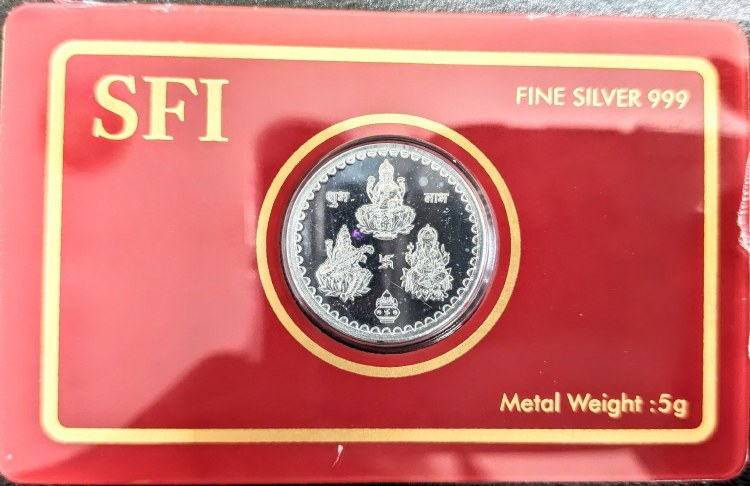 SFI
FINE SILVER 999
शुभ लाभ
Metal Weight :5g